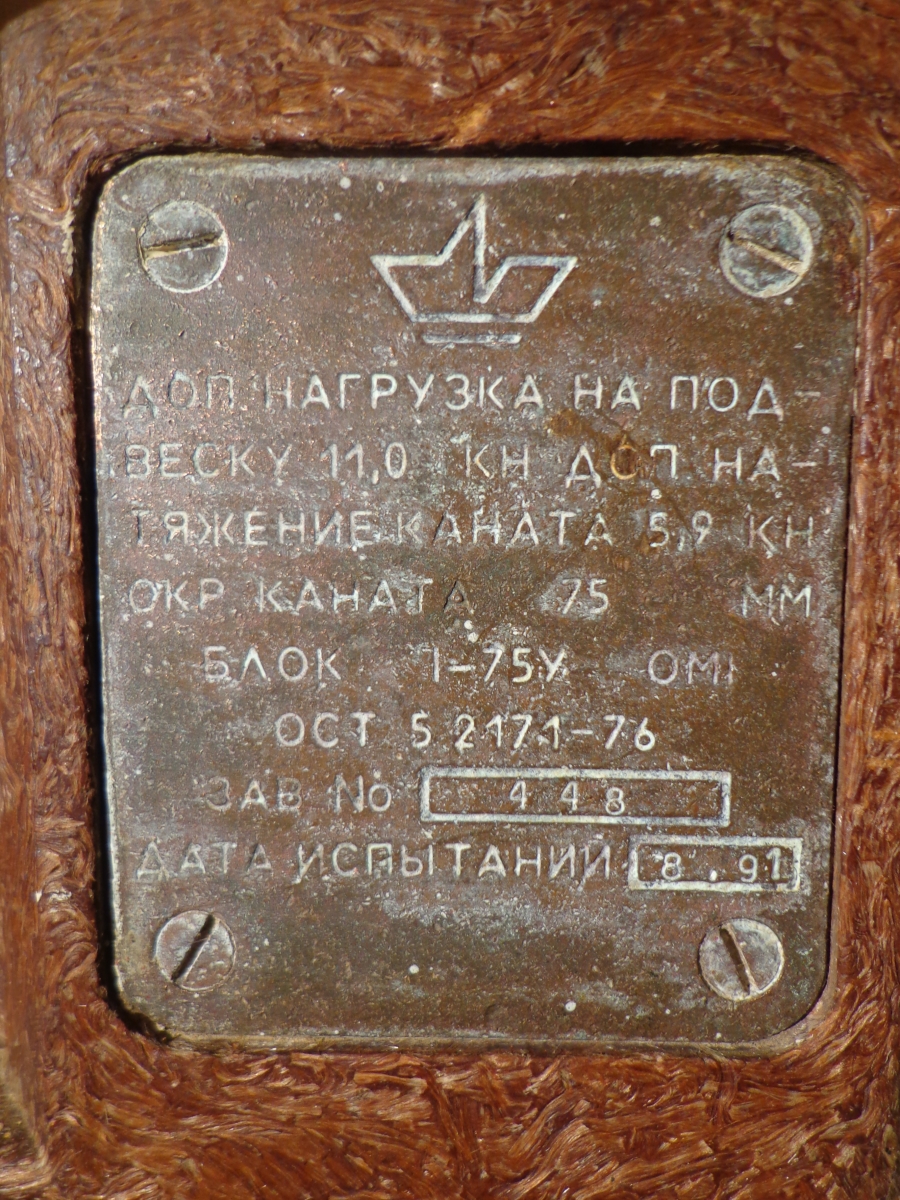 ДОП НАГРУЗКА НА ПОД-
ВЕСКУ 11,0 КН ДОП НА-
ТЯЖЕНИЕ КАНАТА 5,9 КН
ОКР. КАНАТА 75 ММ
БЛОК 1-75У ОМ1
ОСТ 5.2171-76
ЗАВ No 448
ДАТА ИСПЫТАНИЙ 8.91